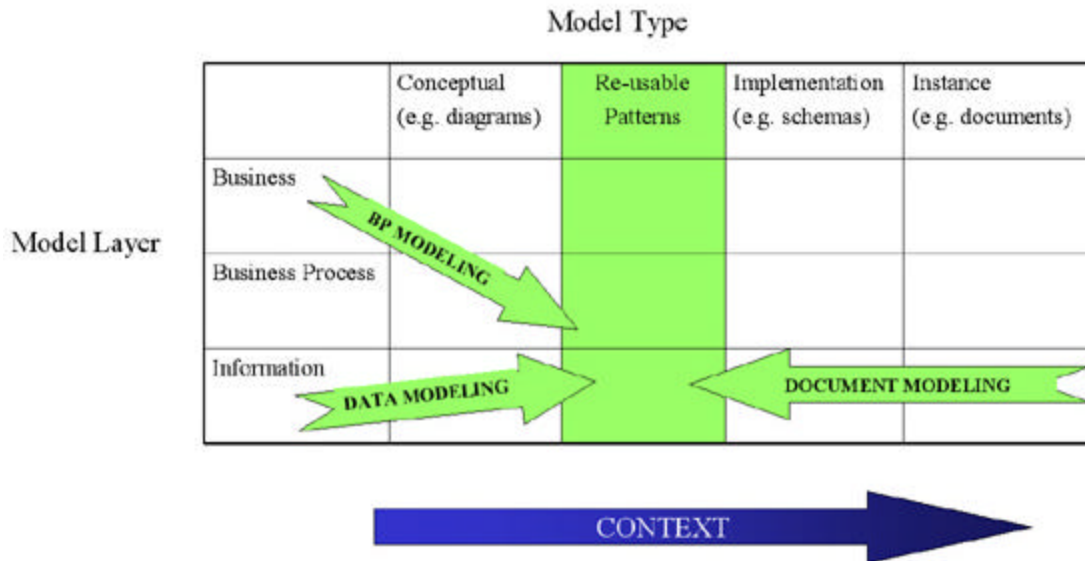 Model Type
Conceptual
(e.g. diagrams)
Re-usable
Patterns
Implementation
(e.g. schemas)
Instance
(e.g. documents)
Model Layer
Business
BP MODELING
Business Process
Information
DATA MODELING
DOCUMENT MODELING
CONTEXT